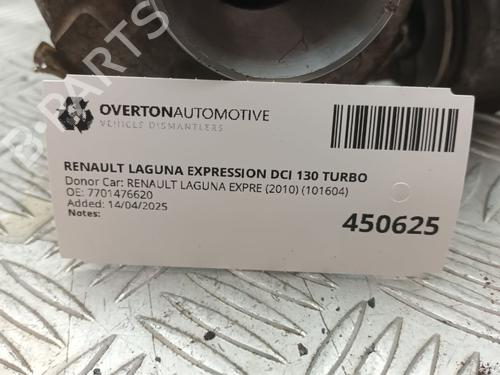 OVERTONAUTOMOTIVE
VEHICLE DISMANTLERS
RENAULT LAGUNA EXPRESSION DCI 130 TURBO
Donor Car: RENAULT LAGUNA EXPRE (2010) (101604)
OE: 7701476620
Added: 14/04/2025
Notes:
450625
B-PARTS